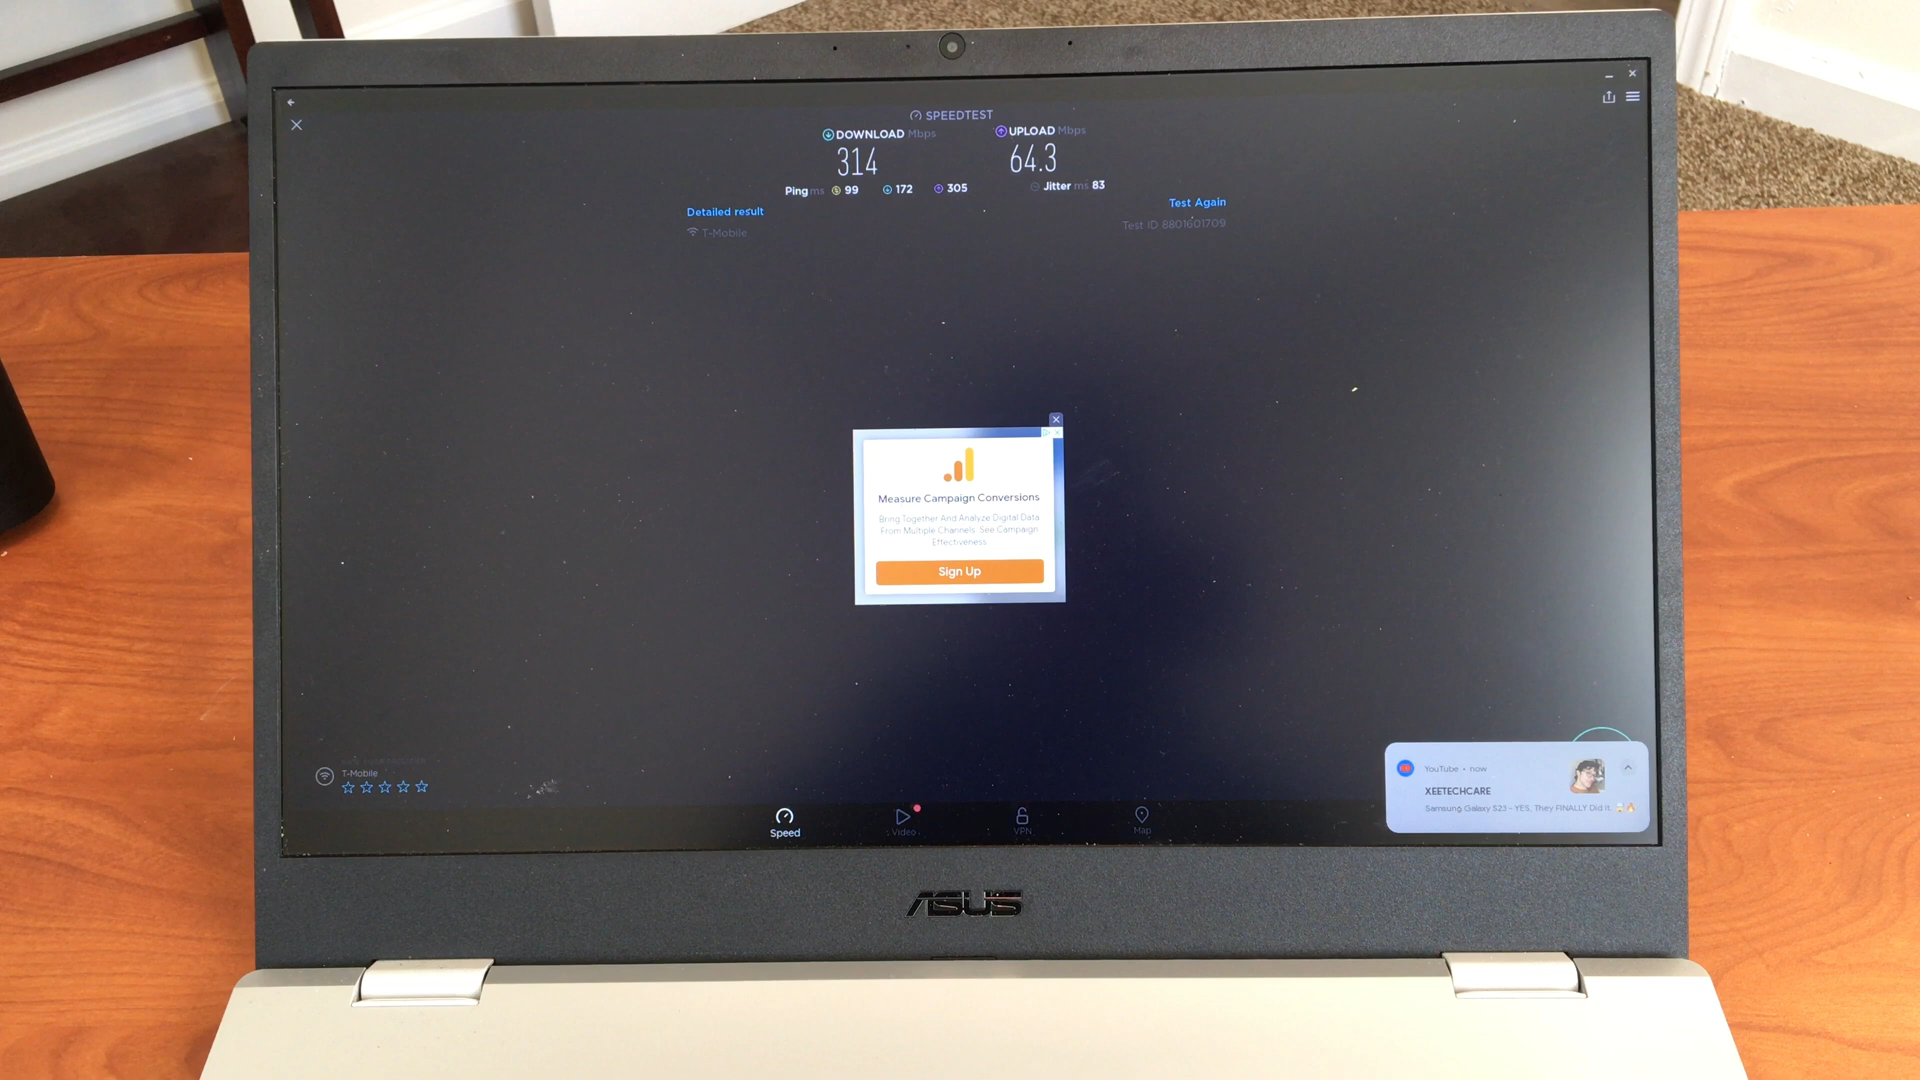 SPEEDTEST
DOWNLOAD Mbps
UPLOAD Mbps
314
64.3
Ping ms 99 172 305
Jitter ms 83
Detailed result
Test Again
T-Mobile
Test ID 8801601709
Measure Campaign Conversions
Bring Together And Analyze Digital Data
From Multiple Channels. See Campaign
Effectiveness.
Sign Up
T-Mobile
YouTube • now
XEETECHCARE
Samsung Galaxy S23 - YES, They FINALLY Did It.
Speed
Video
VPN
Map
ASUS